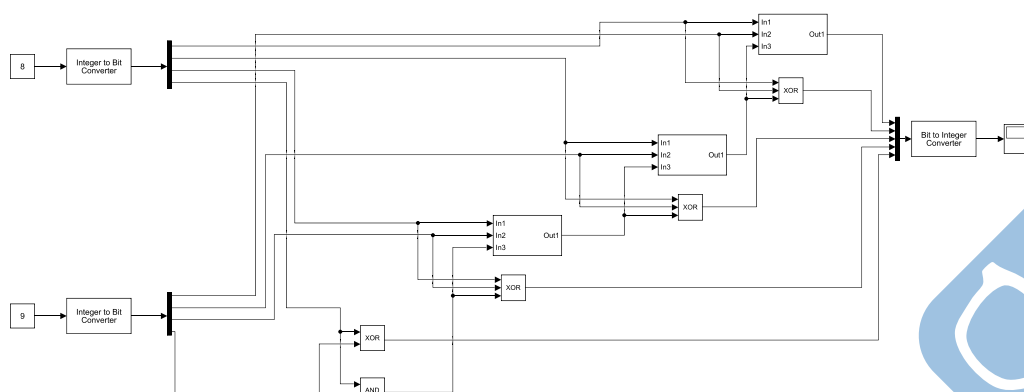 In1
In2
Out1
In3
8
Integer to Bit
Converter
XOR
Bit to Integer
Converter
In1
In2
Out1
In3
XOR
In1
In2
Out1
In3
XOR
9
Integer to Bit
Converter
XOR
AND